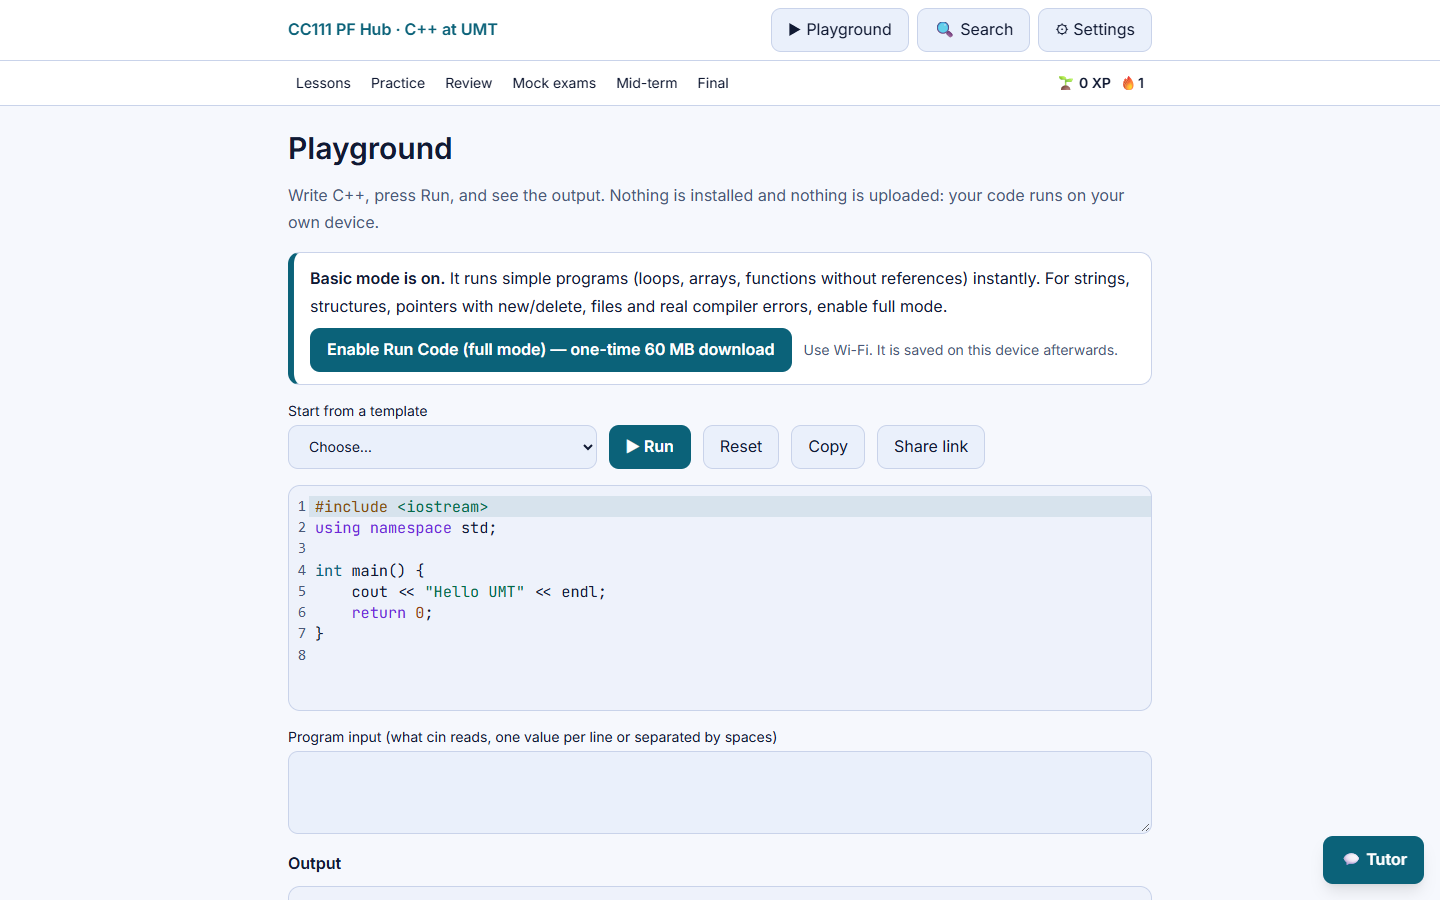 CC111 PF Hub · C++ at UMT
▶ Playground
🔍 Search
⚙ Settings
Lessons Practice Review Mock exams Mid-term Final
🌱 0 XP 🔥 1
Playground
Write C++, press Run, and see the output. Nothing is installed and nothing is uploaded: your code runs on your
own device.
Basic mode is on. It runs simple programs (loops, arrays, functions without references) instantly. For strings,
structures, pointers with new/delete, files and real compiler errors, enable full mode.
Enable Run Code (full mode) — one-time 60 MB download
Use Wi-Fi. It is saved on this device afterwards.
Start from a template
Choose...
▶ Run
Reset
Copy
Share link
1 #include <iostream>
2 using namespace std;
3
4 int main() {
5     cout << "Hello UMT" << endl;
6     return 0;
7 }
8
Program input (what cin reads, one value per line or separated by spaces)
Output
💬 Tutor